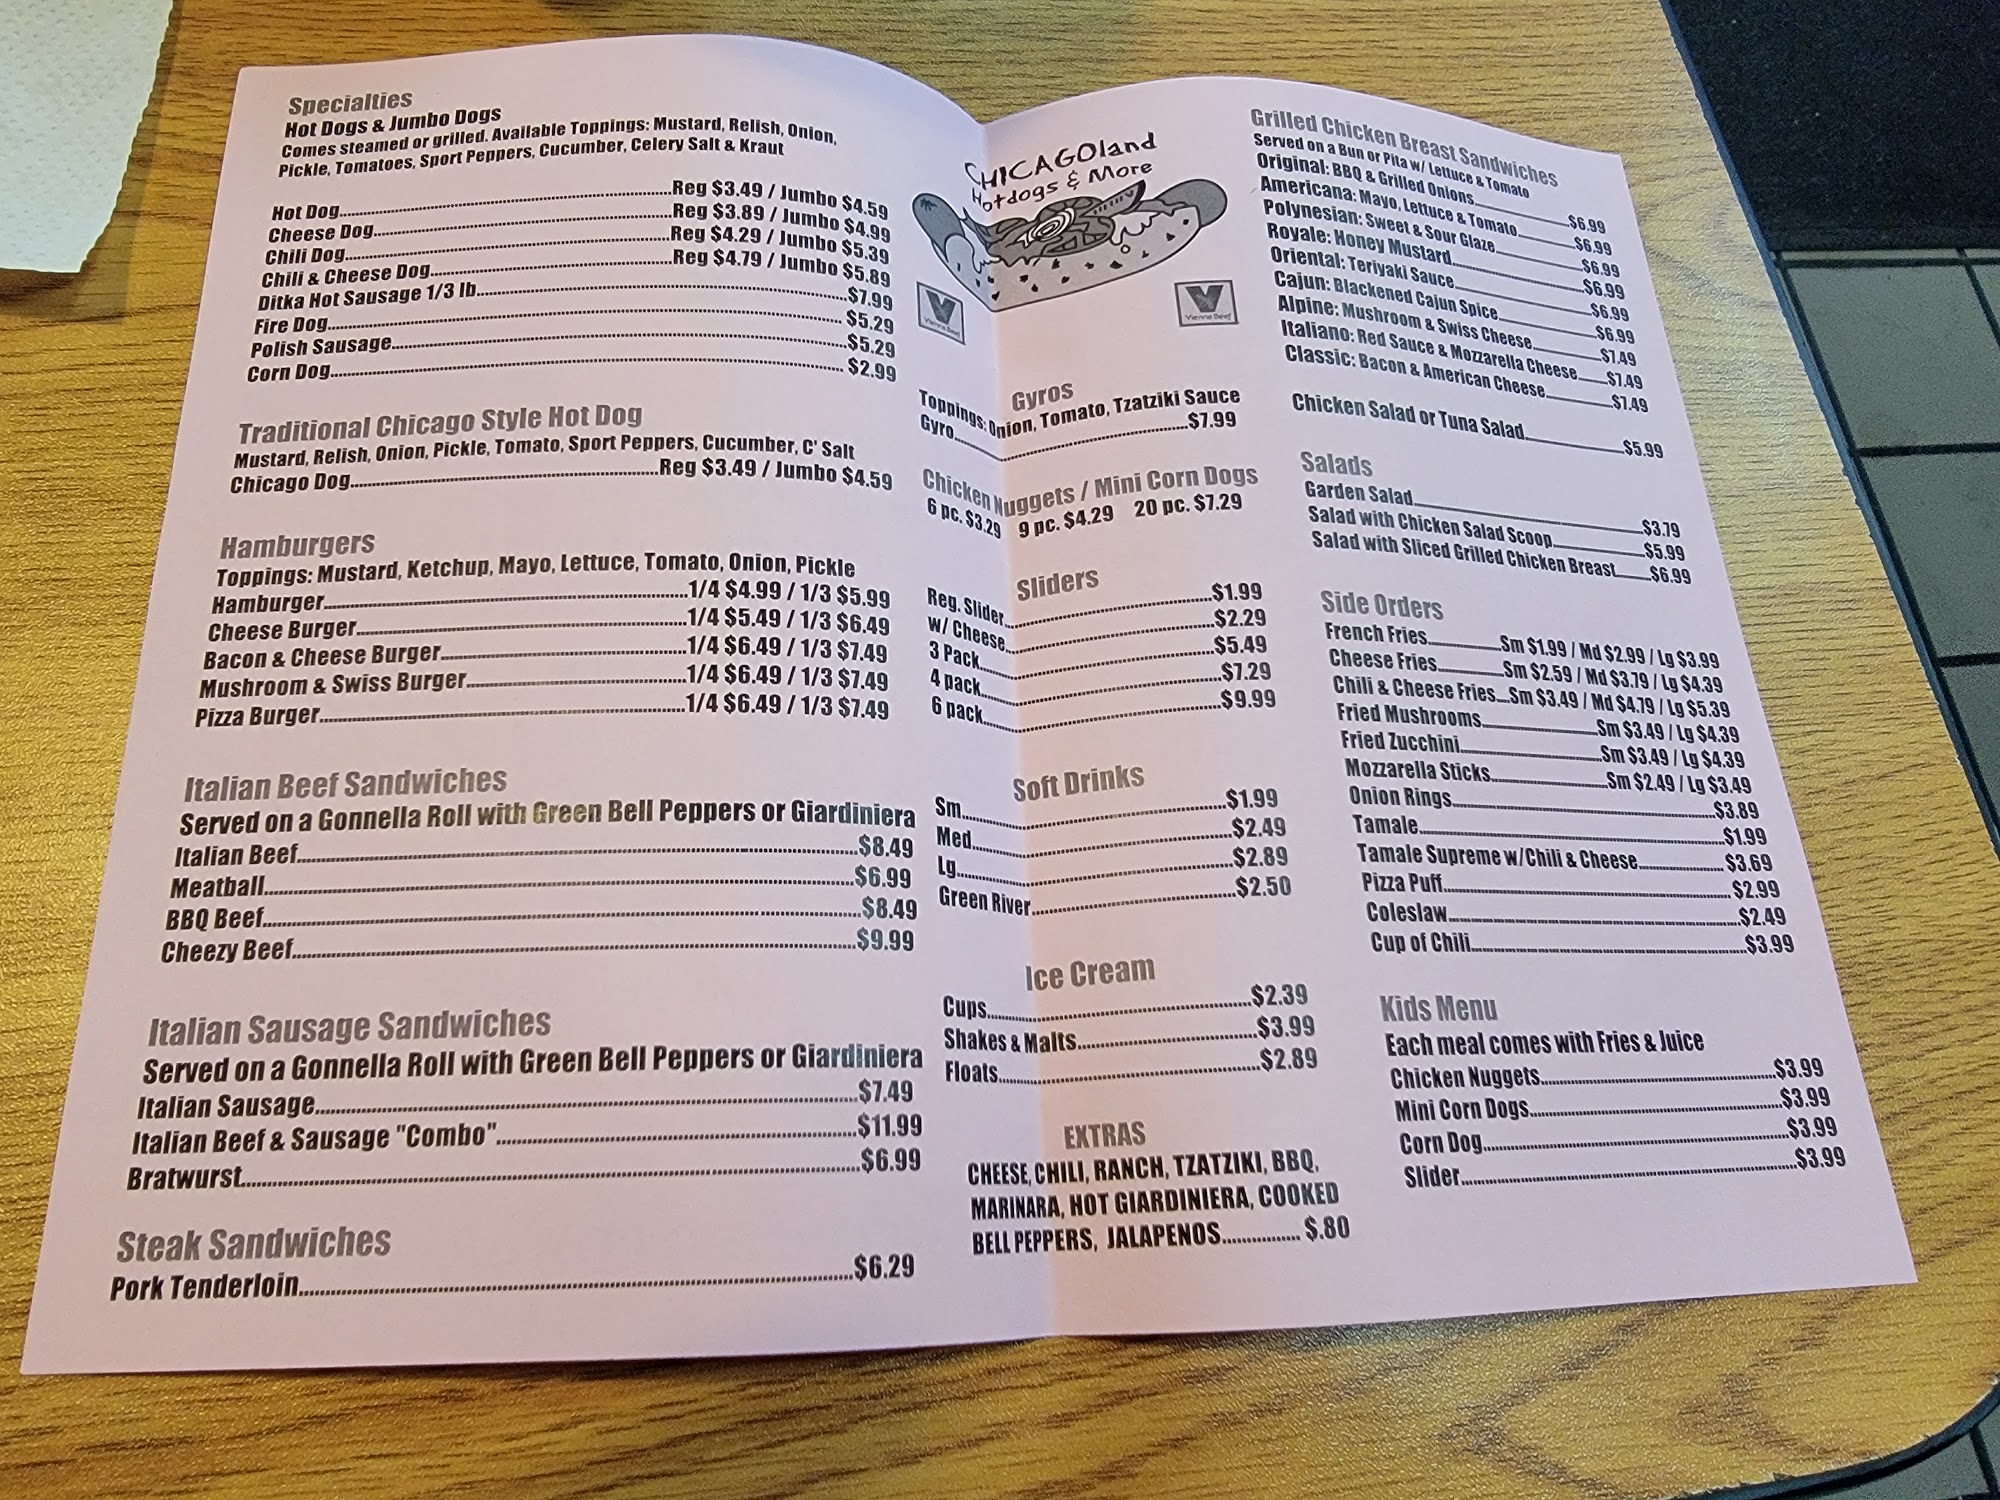 Specialties
Hot Dogs & Jumbo Dogs
Comes steamed or grilled. Available Toppings: Mustard, Relish, Onion,
Pickle, Tomatoes, Sport Peppers, Cucumber, Celery Salt & Kraut
Hot Dog Reg $3.49 / Jumbo $4.59
Cheese Dog Reg $3.89 / Jumbo $4.99
Chili Dog Reg $4.29 / Jumbo $5.39
Chili & Cheese Dog Reg $4.79 / Jumbo $5.89
Ditka Hot Sausage 1/3 lb $7.99
Fire Dog $5.29
Polish Sausage $5.29
Corn Dog $2.99
Traditional Chicago Style Hot Dog
Mustard, Relish, Onion, Pickle, Tomato, Sport Peppers, Cucumber, C' Salt
Chicago Dog Reg $3.49 / Jumbo $4.59
Hamburgers
Toppings: Mustard, Ketchup, Mayo, Lettuce, Tomato, Onion, Pickle
Hamburger 1/4 $4.99 / 1/3 $5.99
Cheese Burger 1/4 $5.49 / 1/3 $6.49
Bacon & Cheese Burger 1/4 $6.49 / 1/3 $7.49
Mushroom & Swiss Burger 1/4 $6.49 / 1/3 $7.49
Pizza Burger 1/4 $6.49 / 1/3 $7.49
Italian Beef Sandwiches
Served on a Gonnella Roll with Green Bell Peppers or Giardiniera
Italian Beef $8.49
Meatball $6.99
BBQ Beef $8.49
Cheezy Beef $9.99
Italian Sausage Sandwiches
Served on a Gonnella Roll with Green Bell Peppers or Giardiniera
Italian Sausage $7.49
Italian Beef & Sausage "Combo" $11.99
Bratwurst $6.99
Steak Sandwiches
Pork Tenderloin $6.29
CHICAGOland
Hotdogs & More
V
Vienna Beef
V
Vienna Beef
Gyros
Toppings: Onion, Tomato, Tzatziki Sauce
Gyro $7.99
Chicken Nuggets / Mini Corn Dogs
6 pc. $3.29 9 pc. $4.29 20 pc. $7.29
Sliders
Reg. Slider $1.99
w/ Cheese $2.29
3 Pack $5.49
4 pack $7.29
6 pack $9.99
Soft Drinks
Sm $1.99
Med $2.49
Lg $2.89
Green River $2.50
Ice Cream
Cups $2.39
Shakes & Malts $3.99
Floats $2.89
EXTRAS
CHEESE, CHILI, RANCH, TZATZIKI, BBQ,
MARINARA, HOT GIARDINIERA, COOKED
BELL PEPPERS, JALAPENOS $.80
Grilled Chicken Breast Sandwiches
Served on a Bun or Pita w/ Lettuce & Tomato
Original: BBQ & Grilled Onions $6.99
Americana: Mayo, Lettuce & Tomato $6.99
Polynesian: Sweet & Sour Glaze $6.99
Royale: Honey Mustard $6.99
Oriental: Teriyaki Sauce $6.99
Cajun: Blackened Cajun Spice $6.99
Alpine: Mushroom & Swiss Cheese $7.49
Italiano: Red Sauce & Mozzarella Cheese $7.49
Classic: Bacon & American Cheese $7.49
Chicken Salad or Tuna Salad $5.99
Salads
Garden Salad $3.79
Salad with Chicken Salad Scoop $5.99
Salad with Sliced Grilled Chicken Breast $6.99
Side Orders
French Fries Sm $1.99 / Md $2.99 / Lg $3.99
Cheese Fries Sm $2.59 / Md $3.79 / Lg $4.39
Chili & Cheese Fries Sm $3.49 / Md $4.79 / Lg $5.39
Fried Mushrooms Sm $3.49 / Lg $4.39
Fried Zucchini Sm $3.49 / Lg $4.39
Mozzarella Sticks Sm $2.49 / Lg $3.49
Onion Rings $3.89
Tamale $1.99
Tamale Supreme w/Chili & Cheese $3.69
Pizza Puff $2.99
Coleslaw $2.49
Cup of Chili $3.99
Kids Menu
Each meal comes with Fries & Juice
Chicken Nuggets $3.99
Mini Corn Dogs $3.99
Corn Dog $3.99
Slider $3.99